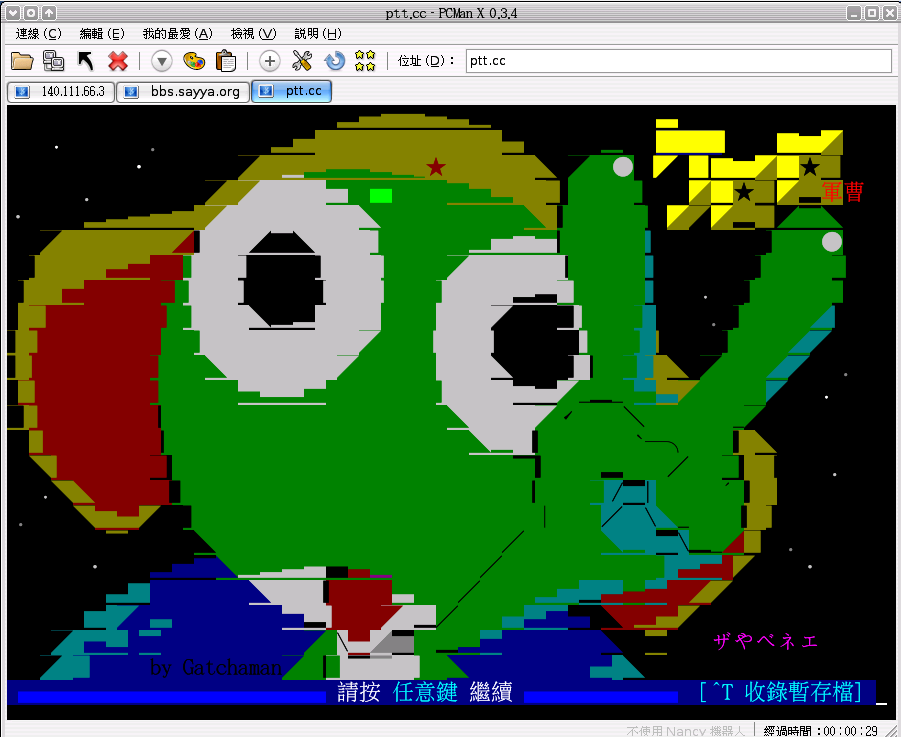 ptt.cc - PCMan X 0.3.4
連線 (C) 編輯 (E) 我的最愛 (A) 檢視 (V) 說明 (H)
位址 (D)： ptt.cc
140.111.66.3 bbs.sayya.org ptt.cc
軍曹
ザやペネエ
by Gatchaman
請按 任意鍵 繼續 [^T 收錄暫存檔]
不使用 Nancy 機器人 經過時間：00:00:29